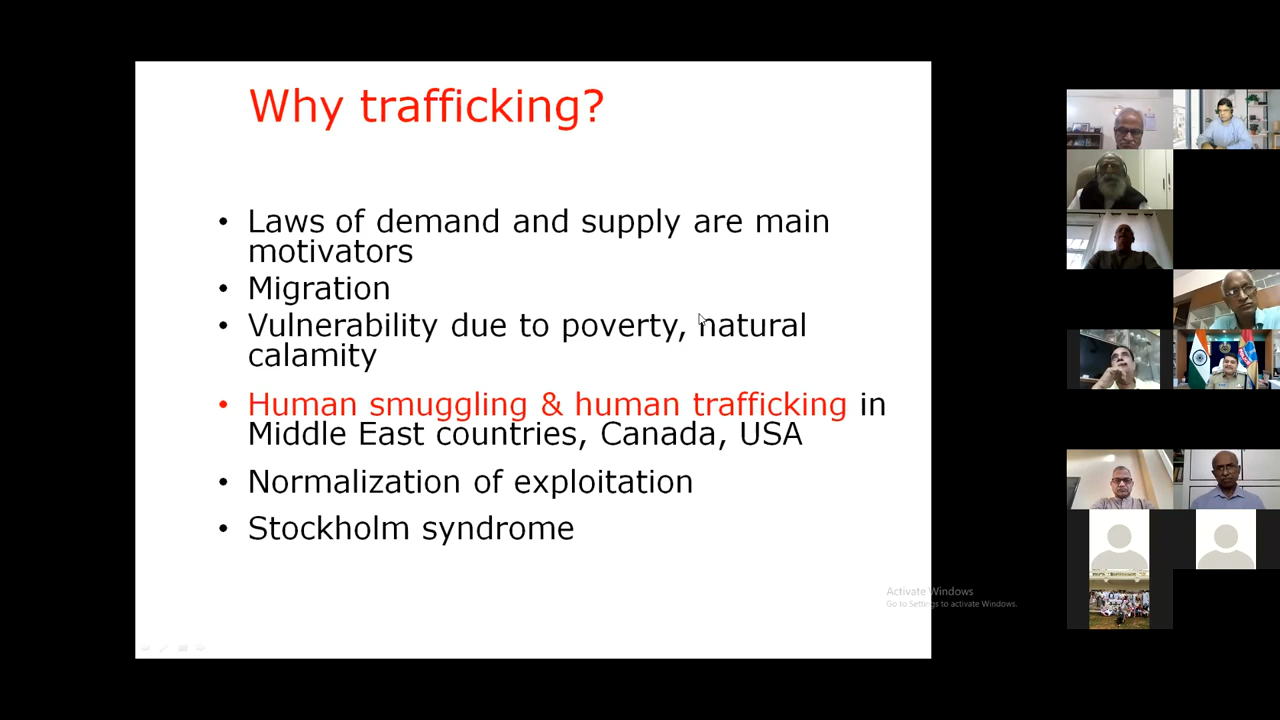 Why trafficking?
• Laws of demand and supply are main
motivators
• Migration
• Vulnerability due to poverty, natural
calamity
• Human smuggling & human trafficking in
Middle East countries, Canada, USA
• Normalization of exploitation
• Stockholm syndrome
Activate Windows
Go to Settings to activate Windows.